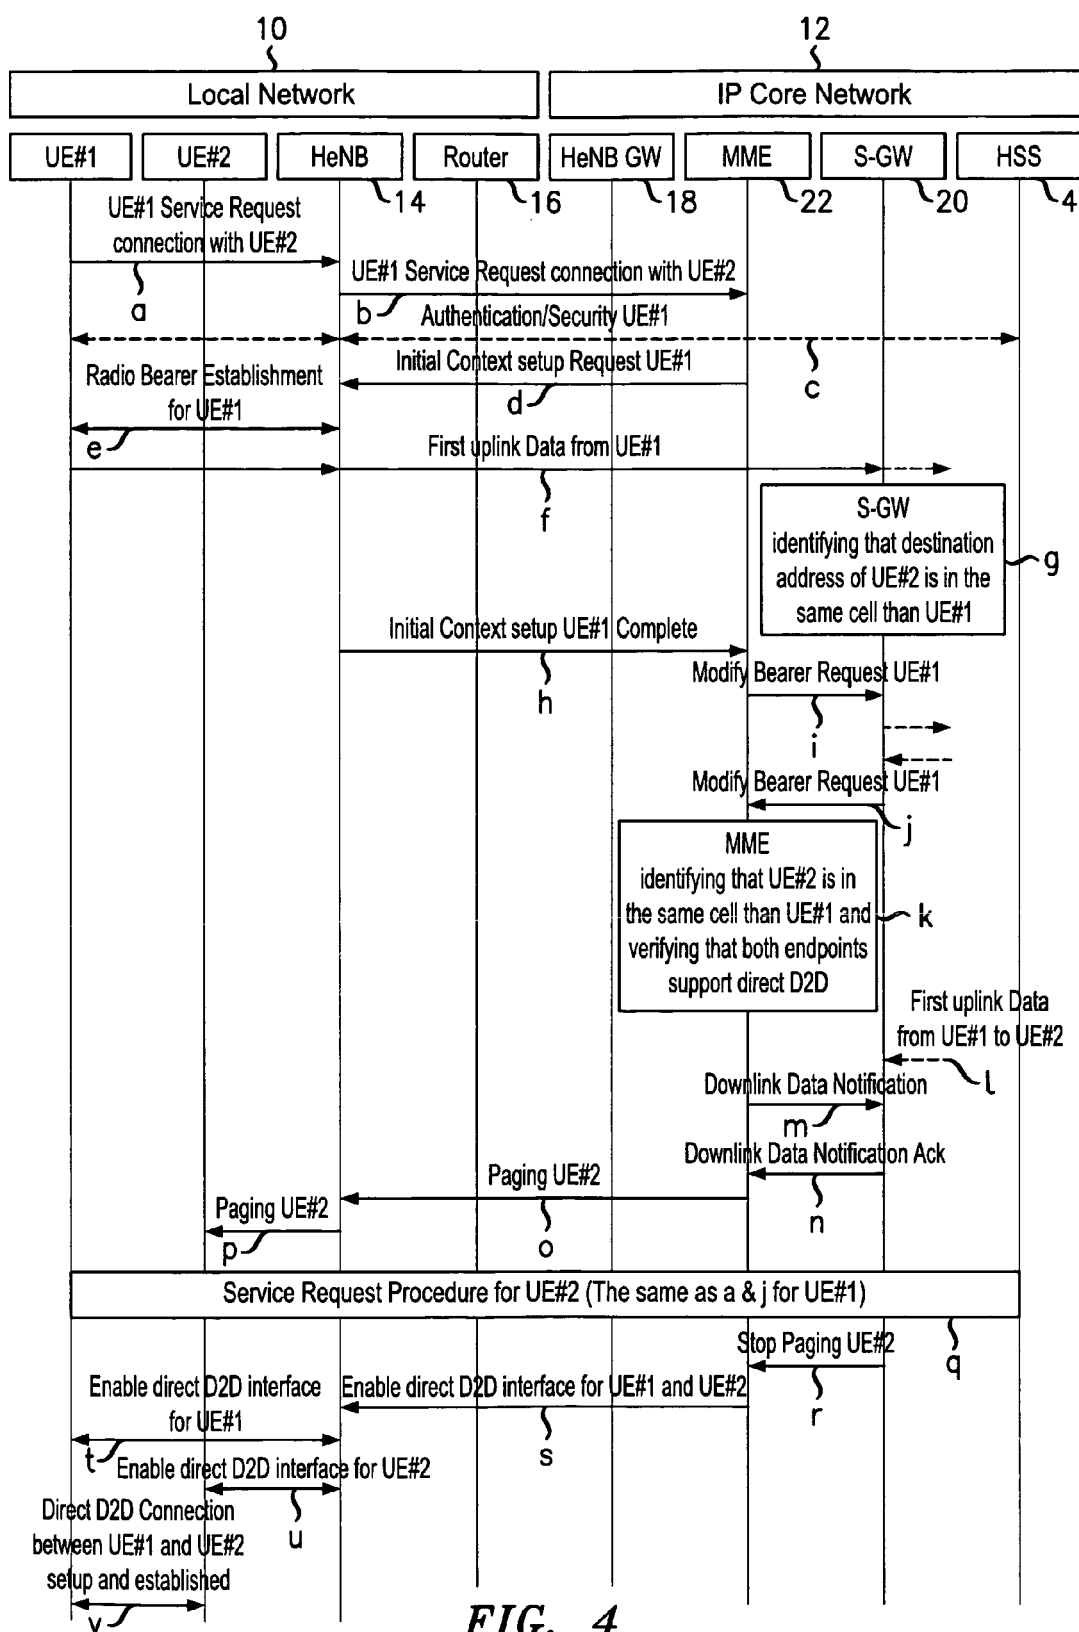 10
12
Local Network
IP Core Network
UE#1
UE#2
HeNB
Router
HeNB GW
MME
S-GW
HSS
14
16
18
22
20
4
UE#1 Service Request
connection with UE#2
a
UE#1 Service Request connection with UE#2
b
Authentication/Security UE#1
c
Initial Context setup Request UE#1
d
Radio Bearer Establishment
for UE#1
e
First uplink Data from UE#1
f
S-GW
identifying that destination
address of UE#2 is in the
same cell than UE#1
g
Initial Context setup UE#1 Complete
h
Modify Bearer Request UE#1
i
Modify Bearer Request UE#1
j
MME
identifying that UE#2 is in
the same cell than UE#1 and
verifying that both endpoints
support direct D2D
k
First uplink Data
from UE#1 to UE#2
l
Downlink Data Notification
m
Downlink Data Notification Ack
n
Paging UE#2
o
Paging UE#2
p
Service Request Procedure for UE#2 (The same as a & j for UE#1)
q
Stop Paging UE#2
r
Enable direct D2D interface for UE#1 and UE#2
s
Enable direct D2D interface
for UE#1
t
Enable direct D2D interface for UE#2
u
Direct D2D Connection
between UE#1 and UE#2
setup and established
v
FIG. 4